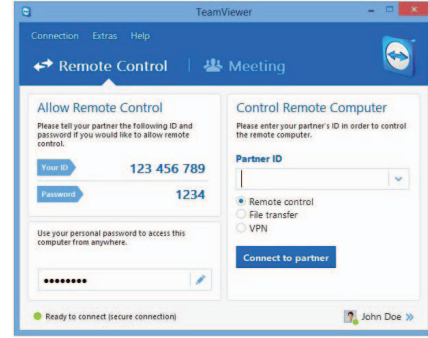 TeamViewer
Connection Extras Help
Remote Control Meeting
Allow Remote Control
Please tell your partner the following ID and
password if you would like to allow remote
control.
Your ID 123 456 789
Password 1234
Use your personal password to access this
computer from anywhere.
Control Remote Computer
Please enter your partner's ID in order to control
the remote computer.
Partner ID
Remote control
File transfer
VPN
Connect to partner
Ready to connect (secure connection)
John Doe